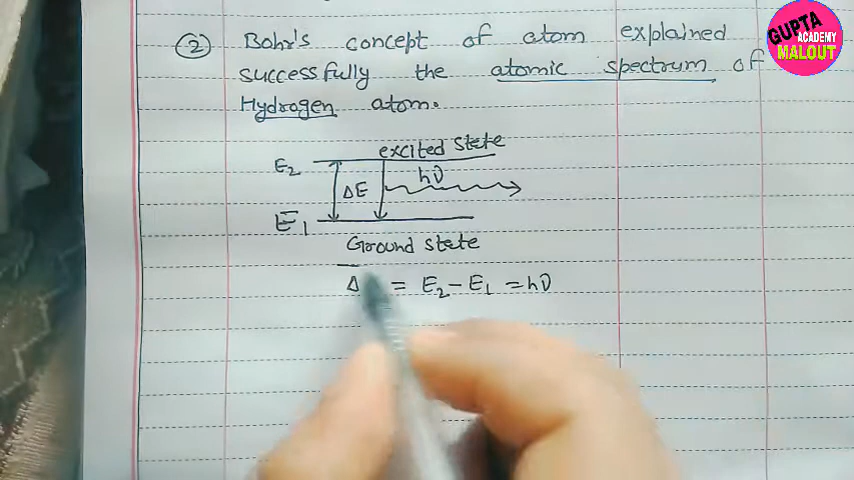 GUPTA
ACADEMY
MALOUT
② Bohr's concept of atom explained
successfully the atomic spectrum of
Hydrogen atom.
excited state
E₂
hν
ΔE
E₁
Ground state
Δ = E₂ - E₁ = hν